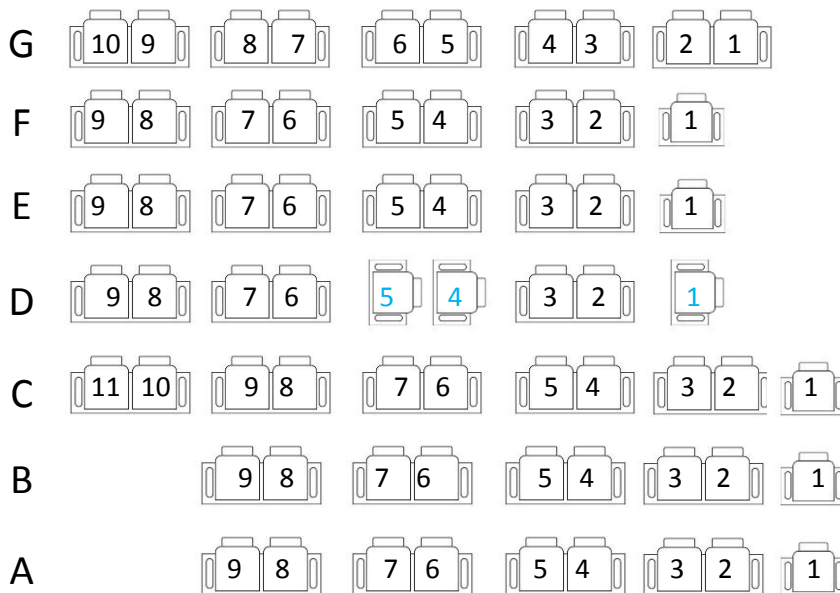 G 10 9 8 7 6 5 4 3 2 1
F 9 8 7 6 5 4 3 2 1
E 9 8 7 6 5 4 3 2 1
D 9 8 7 6 5 4 3 2 1
C 11 10 9 8 7 6 5 4 3 2 1
B 9 8 7 6 5 4 3 2 1
A 9 8 7 6 5 4 3 2 1